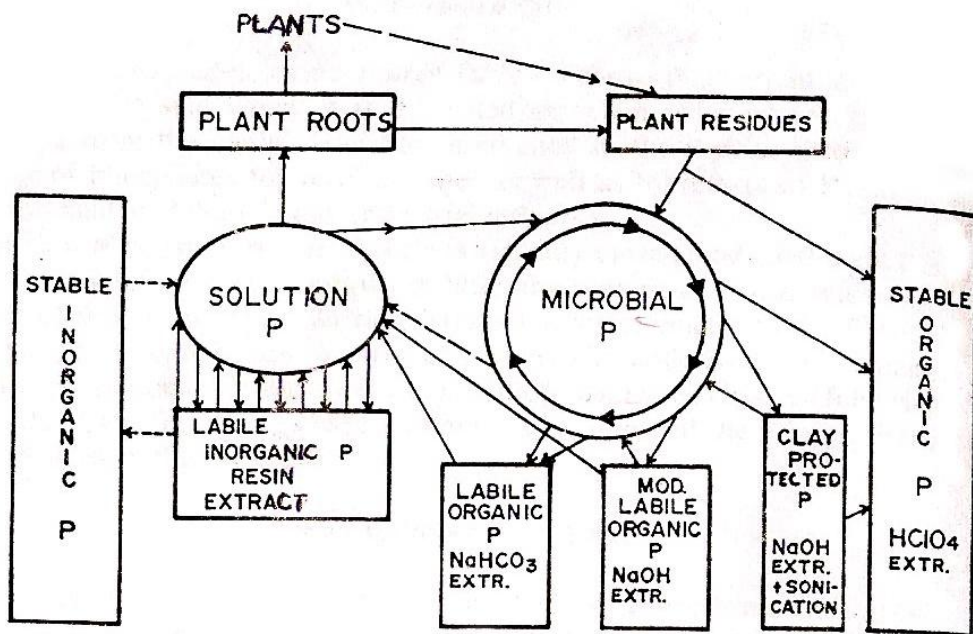 PLANTS
PLANT ROOTS
PLANT RESIDUES
STABLE
INORGANIC
P
SOLUTION
P
MICROBIAL
P
STABLE
ORGANIC
P
HClO4
EXTR.
LABILE
INORGANIC P
RESIN
EXTRACT
LABILE
ORGANIC
P
NaHCO3
EXTR.
MOD.
LABILE
ORGANIC
P
NaOH
EXTR.
CLAY
PRO-
TECTED
P
NaOH
EXTR.
+ SONI-
CATION